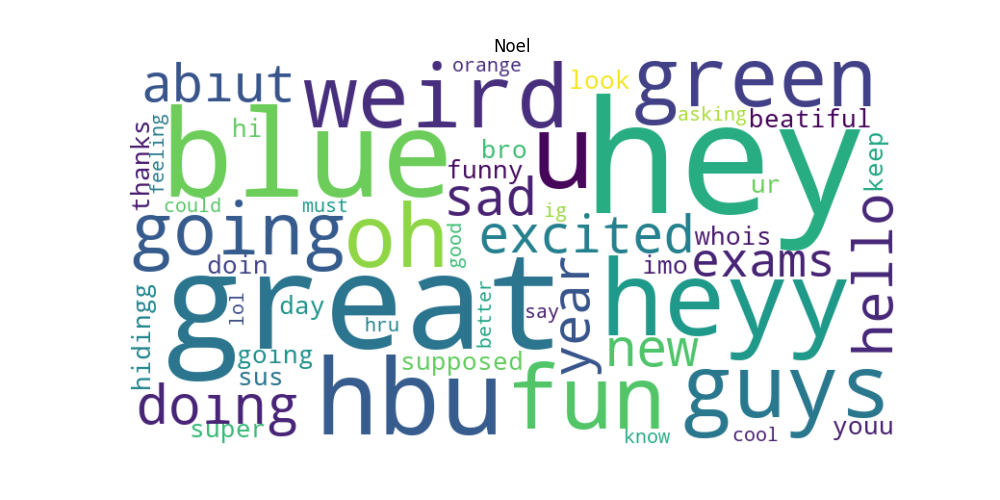 Noel
orange
abıut
weird
look
green
asking
beatiful
blue
hi
u
hey
thanks
feeling
bro
funny
keep
ur
could
must
sad
ig
going
oh
good
excited
whois
hello
doin
imo
exams
great
heyy
year
lol
day
hru
better
say
hidingg
goıng
sus
supposed
new
doıng
super
hbu
fun
guys
know
cool
youu